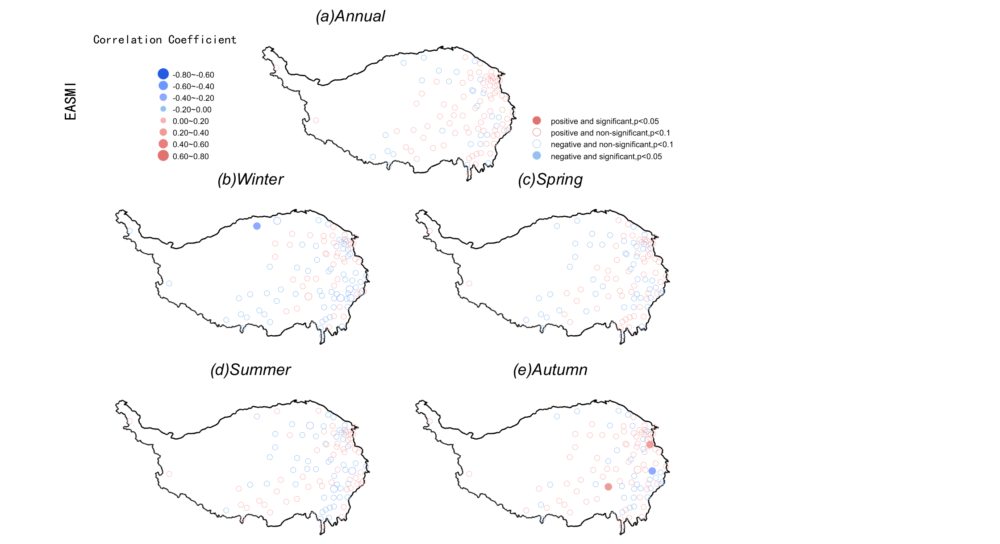 (a)Annual
Correlation Coefficient
EASMI
-0.80~-0.60
-0.60~-0.40
-0.40~-0.20
-0.20~0.00
0.00~0.20
0.20~0.40
0.40~0.60
0.60~0.80
positive and significant,p<0.05
positive and non-significant,p<0.1
negative and non-significant,p<0.1
negative and significant,p<0.05
(b)Winter
(c)Spring
(d)Summer
(e)Autumn